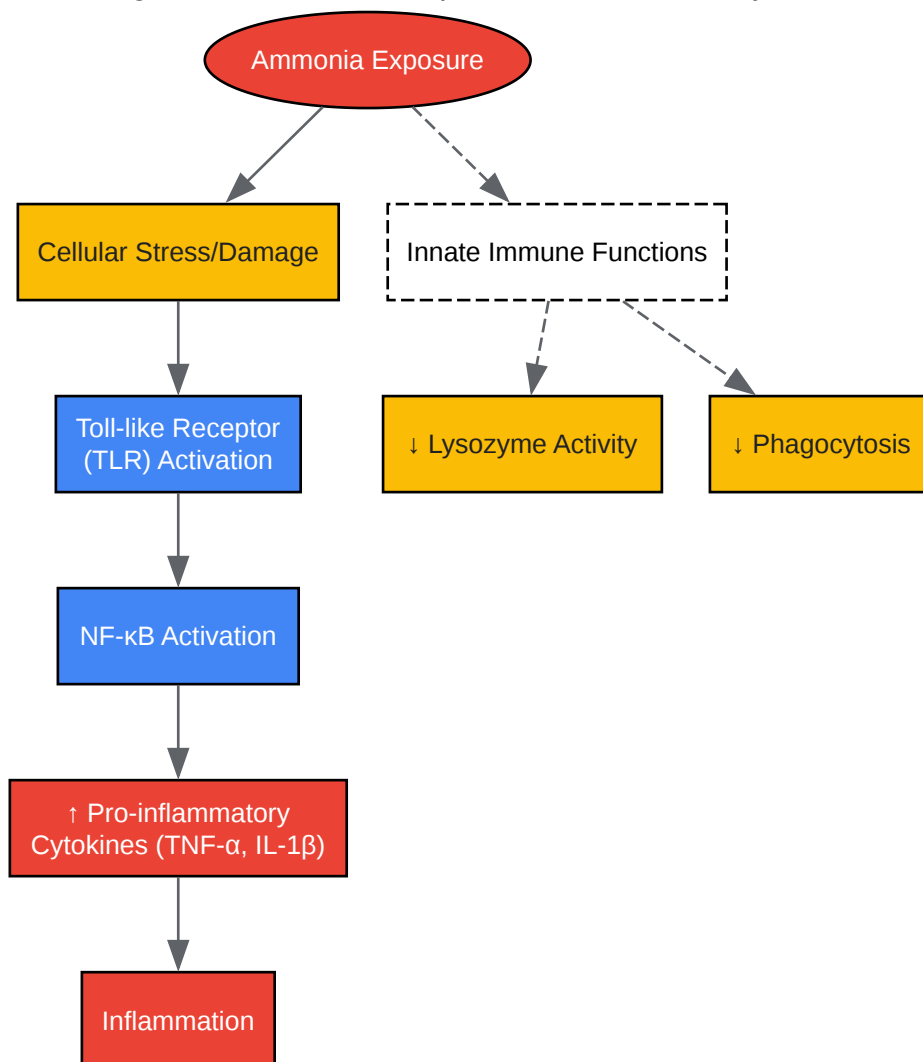 Ammonia Exposure
Cellular Stress/Damage
Innate Immune Functions
Toll-like Receptor
(TLR) Activation
↓ Lysozyme Activity
↓ Phagocytosis
NF-κB Activation
↑ Pro-inflammatory
Cytokines (TNF-α, IL-1β)
Inflammation